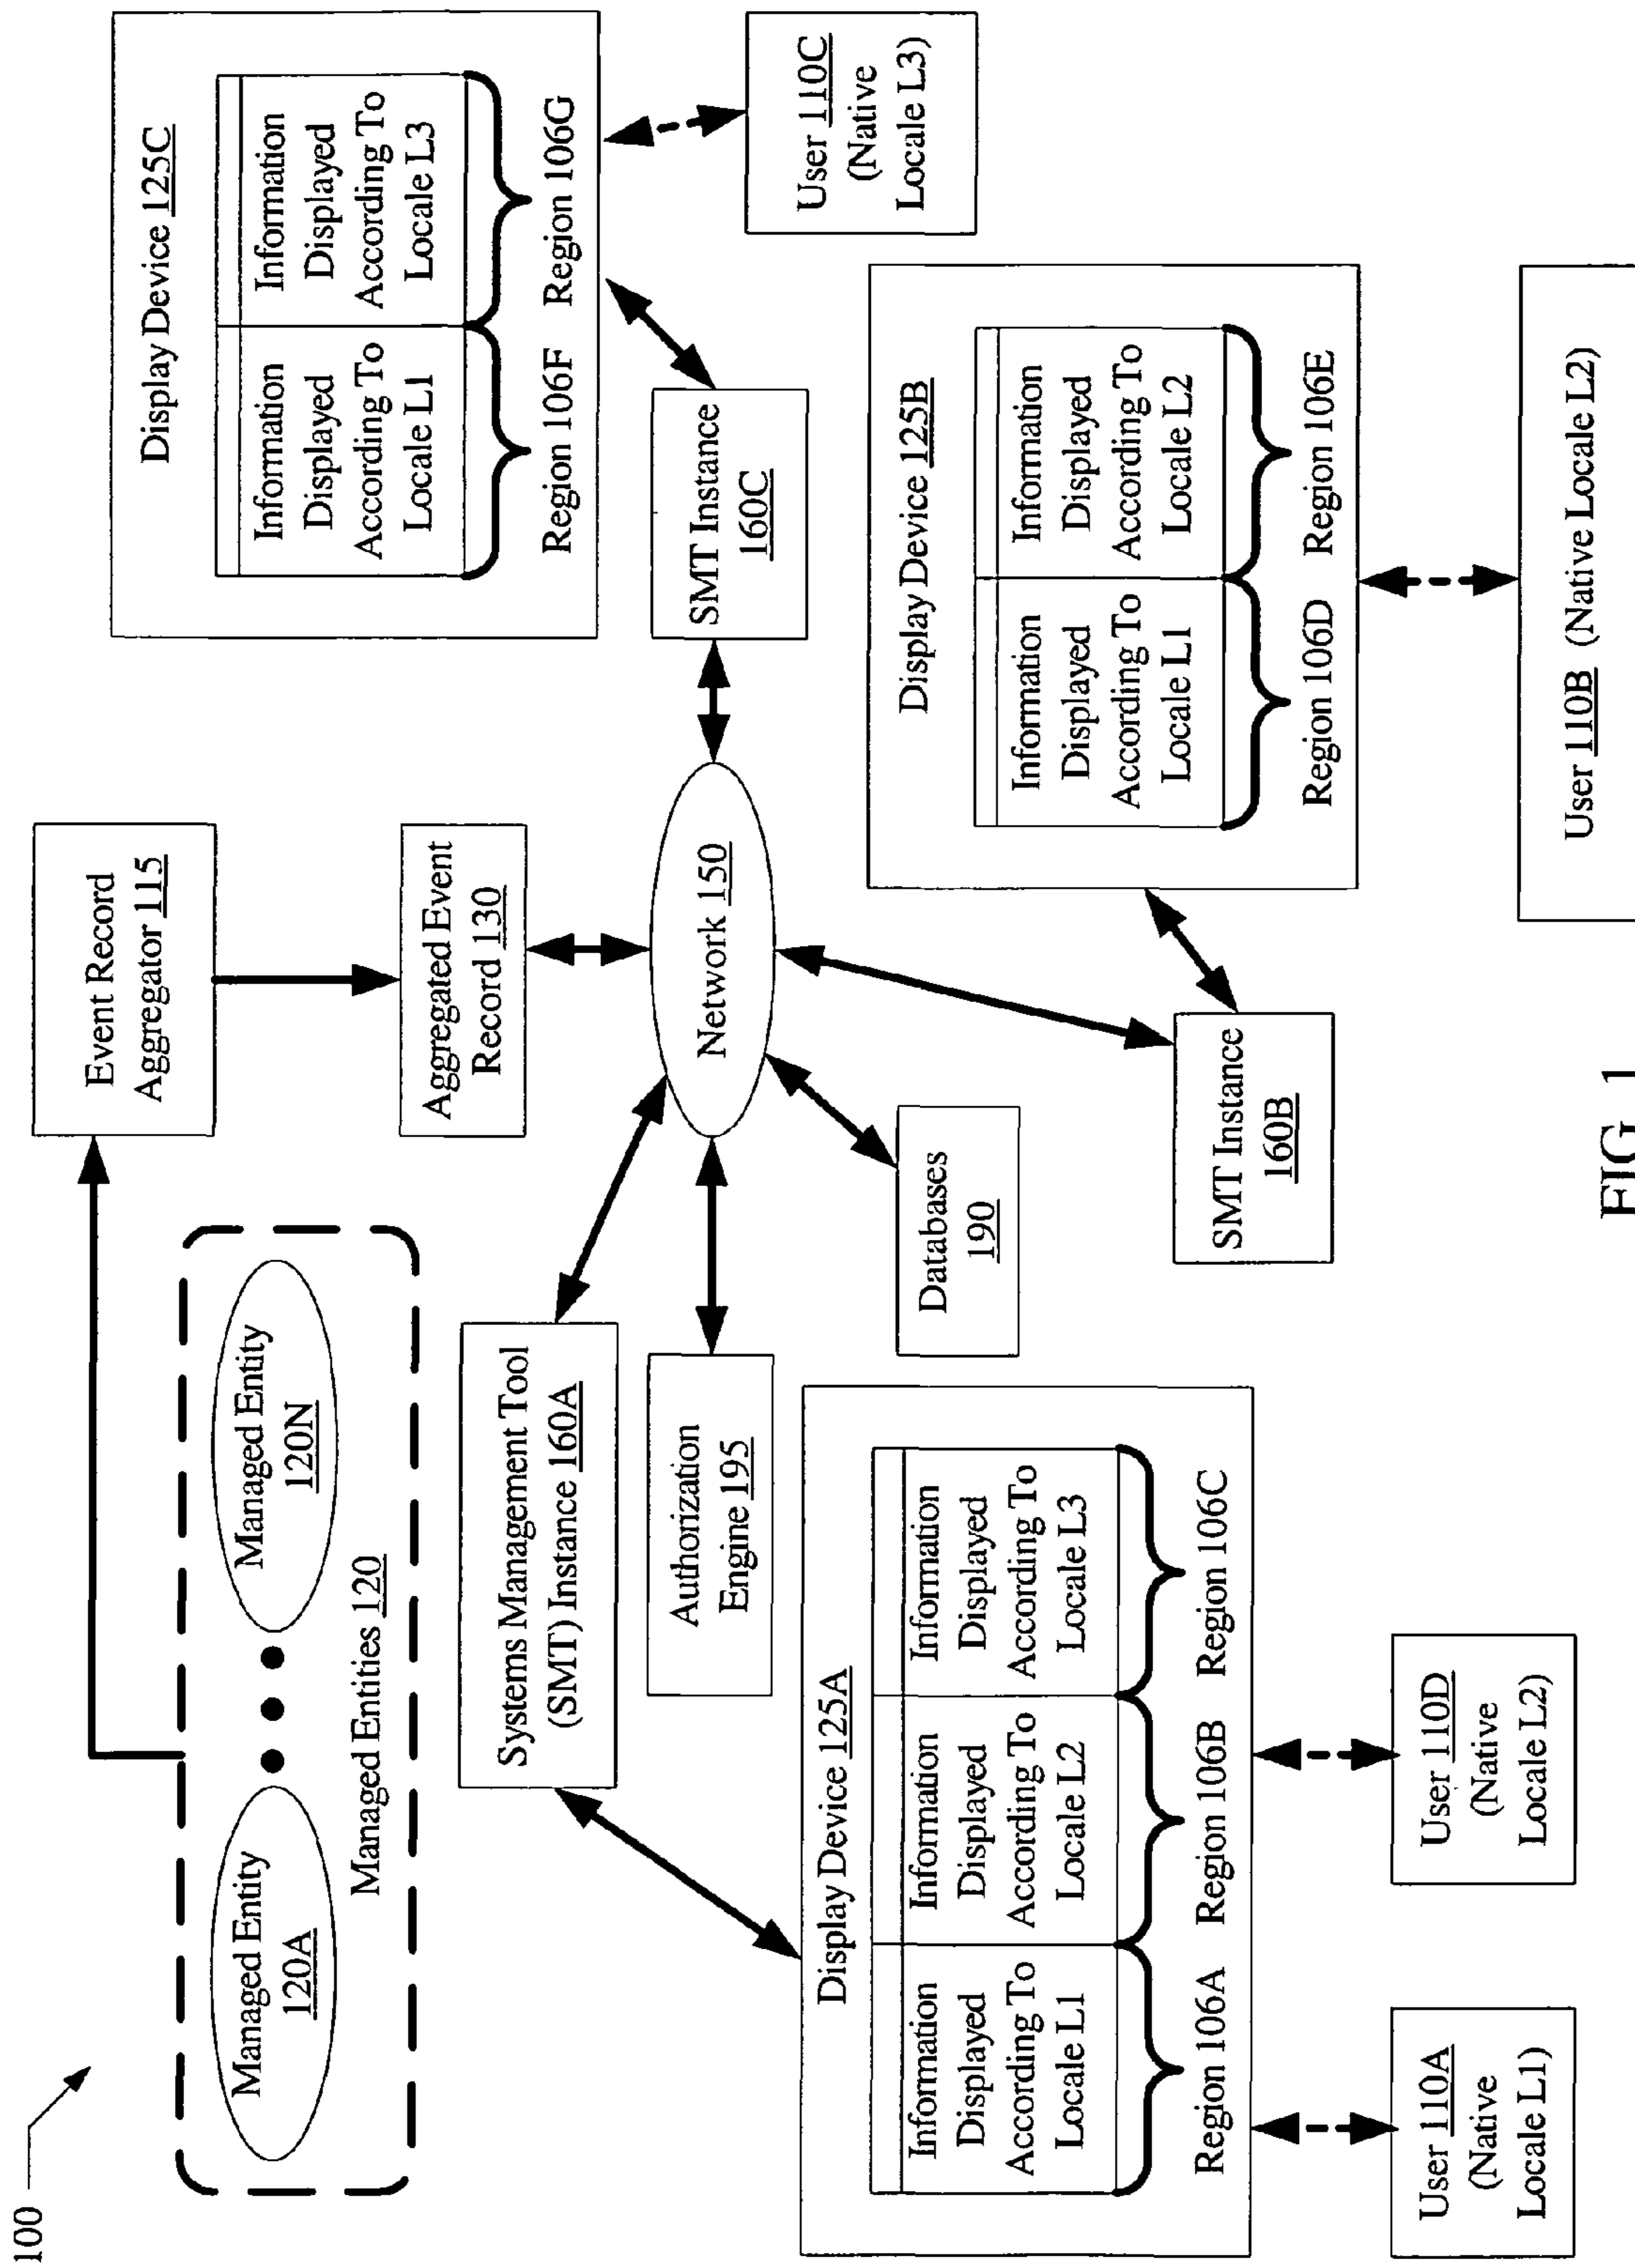 100
Managed Entity
120A
Managed Entity
120N
Managed Entities 120
Event Record
Aggregator 115
Aggregated Event
Record 130
Network 150
Systems Management Tool
(SMT) Instance 160A
Authorization
Engine 195
Databases
190
SMT Instance
160B
SMT Instance
160C
Display Device 125A
Information
Displayed
According To
Locale L1
Information
Displayed
According To
Locale L2
Information
Displayed
According To
Locale L3
Region 106A
Region 106B
Region 106C
User 110A
(Native
Locale L1)
User 110D
(Native
Locale L2)
Display Device 125B
Information
Displayed
According To
Locale L1
Information
Displayed
According To
Locale L2
Region 106D
Region 106E
User 110B (Native Locale L2)
Display Device 125C
Information
Displayed
According To
Locale L1
Information
Displayed
According To
Locale L3
Region 106F
Region 106G
User 110C
(Native
Locale L3)
FIG. 1